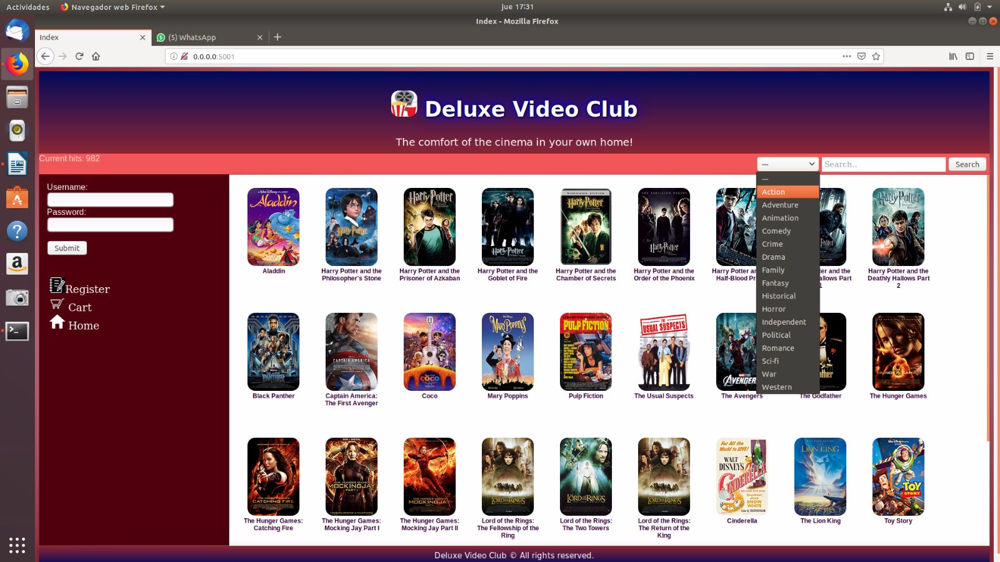 Actividades
Navegador web Firefox
jue 17:31
Index - Mozilla Firefox
Index
(5) WhatsApp
0.0.0.0:5001
Deluxe Video Club
The comfort of the cinema in your own home!
Current hits: 982
---
Search..
Search
Username:
Password:
Submit
Register
Cart
Home
---
Action
Adventure
Animation
Comedy
Crime
Drama
Family
Fantasy
Historical
Horror
Independent
Political
Romance
Sci-fi
War
Western
Aladdin
Harry Potter and the
Philosopher's Stone
Harry Potter and the
Prisoner of Azkaban
Harry Potter and the
Goblet of Fire
Harry Potter and the
Chamber of Secrets
Harry Potter and the
Order of the Phoenix
Harry Potter
Half-Blood
and the
Part
1
Harry Potter and the
Deathly Hallows Part
2
Black Panther
Captain America:
The First Avenger
Coco
Mary Poppins
Pulp Fiction
The Usual Suspects
The Avengers
The Godfather
The Hunger Games
The Hunger Games:
Catching Fire
The Hunger Games:
Mocking Jay Part I
The Hunger Games:
Mocking Jay Part II
Lord of the Rings:
The Fellowship of the
Ring
Lord of the Rings:
The Two Towers
Lord of the Rings:
The Return of the
King
Cinderella
The Lion King
Toy Story
Deluxe Video Club © All rights reserved.